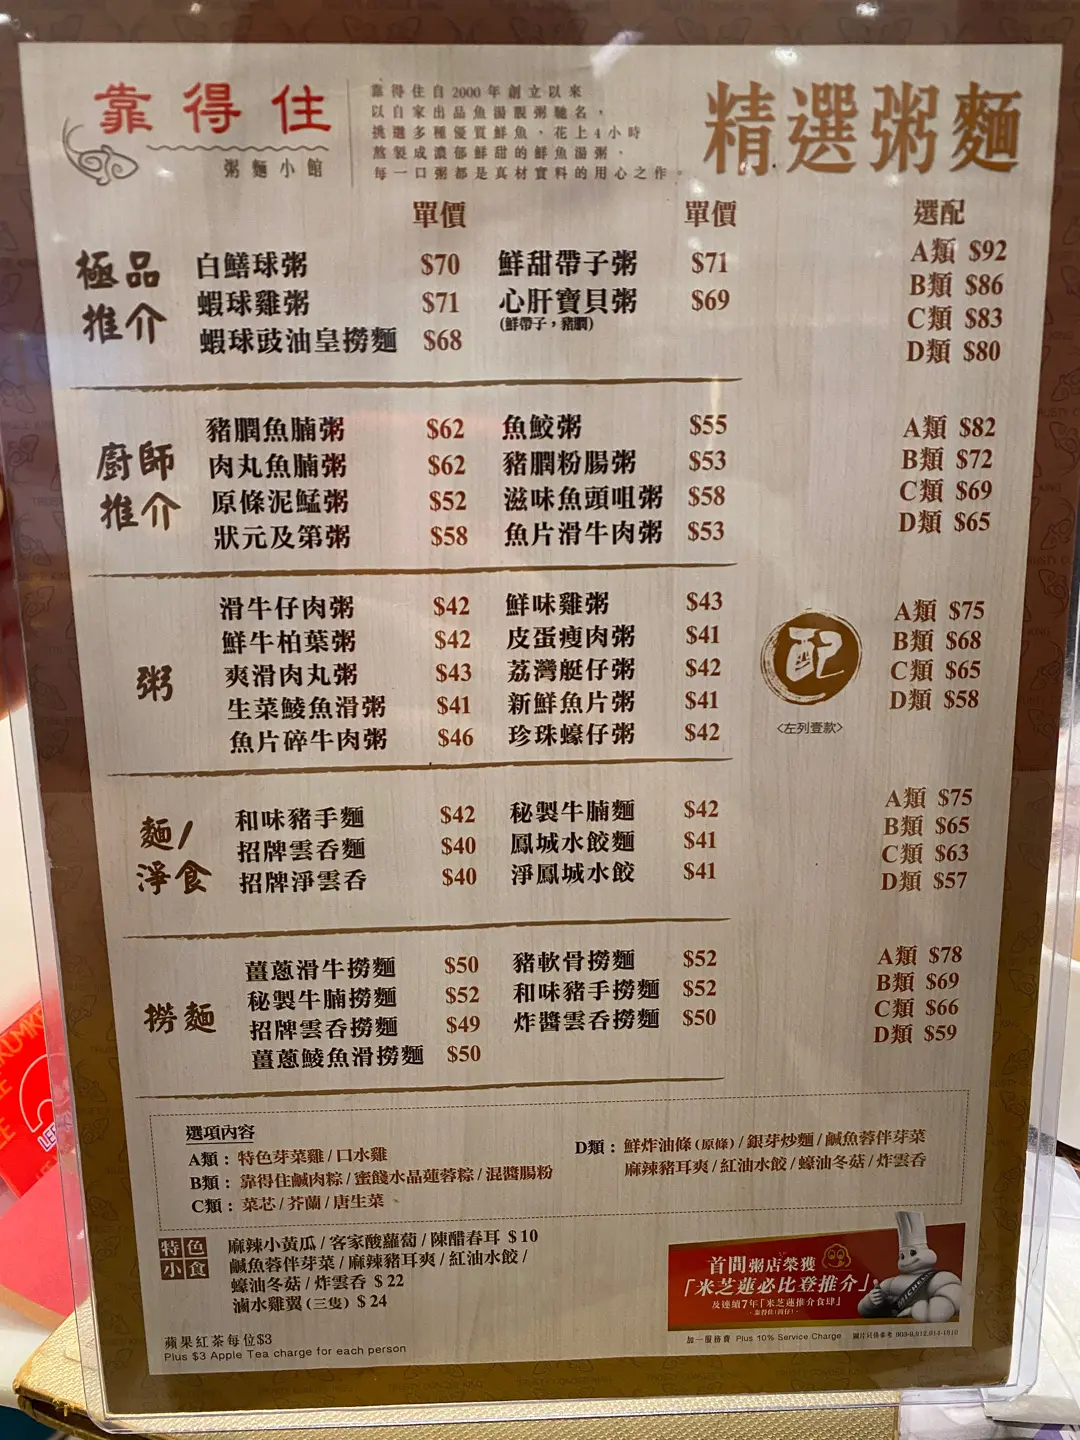 靠得住
粥麵小館
靠得住自2000年創立以來
以自家出品魚湯靚粥馳名，
挑選多種優質鮮魚，花上4小時
熬製成濃郁鮮甜的鮮魚湯粥，
每一口粥都是真材實料的用心之作。
精選粥麵
單價 單價 選配
極品推介
白鱔球粥 $70 鮮甜帶子粥 $71
蝦球雞粥 $71 心肝寶貝粥 $69
(鮮帶子，豬膶)
蝦球豉油皇撈麵 $68
A類 $92
B類 $86
C類 $83
D類 $80
廚師推介
豬膶魚腩粥 $62 魚鮫粥 $55
肉丸魚腩粥 $62 豬膶粉腸粥 $53
原條泥鯭粥 $52 滋味魚頭咀粥 $58
狀元及第粥 $58 魚片滑牛肉粥 $53
A類 $82
B類 $72
C類 $69
D類 $65
粥
滑牛仔肉粥 $42 鮮味雞粥 $43
鮮牛柏葉粥 $42 皮蛋瘦肉粥 $41
爽滑肉丸粥 $43 荔灣艇仔粥 $42
生菜鯪魚滑粥 $41 新鮮魚片粥 $41
魚片碎牛肉粥 $46 珍珠蠔仔粥 $42
配
<左列壹款>
A類 $75
B類 $68
C類 $65
D類 $58
麵/淨食
和味豬手麵 $42 秘製牛腩麵 $42
招牌雲吞麵 $40 鳳城水餃麵 $41
招牌淨雲吞 $40 淨鳳城水餃 $41
A類 $75
B類 $65
C類 $63
D類 $57
撈麵
薑蔥滑牛撈麵 $50 豬軟骨撈麵 $52
秘製牛腩撈麵 $52 和味豬手撈麵 $52
招牌雲吞撈麵 $49 炸醬雲吞撈麵 $50
薑蔥鯪魚滑撈麵 $50
A類 $78
B類 $69
C類 $66
D類 $59
選項內容
A類：特色芽菜雞/口水雞
B類：靠得住鹹肉粽/蜜餞水晶蓮蓉粽/混醬腸粉
C類：菜芯/芥蘭/唐生菜
D類：鮮炸油條(原條)/銀芽炒麵/鹹魚蓉伴芽菜
麻辣豬耳爽/紅油水餃/蠔油冬菇/炸雲吞
特色小食
麻辣小黃瓜/客家酸蘿蔔/陳醋舂耳 $10
鹹魚蓉伴芽菜/麻辣豬耳爽/紅油水餃/
蠔油冬菇/炸雲吞 $22
滷水雞翼(三隻) $24
首間粥店榮獲
「米芝蓮必比登推介」
及連續7年「米芝蓮推介食肆」
MICHELIN
蘋果紅茶每位$3
Plus $3 Apple Tea charge for each person
加一服務費 Plus 10% Service Charge
圖片只係參考